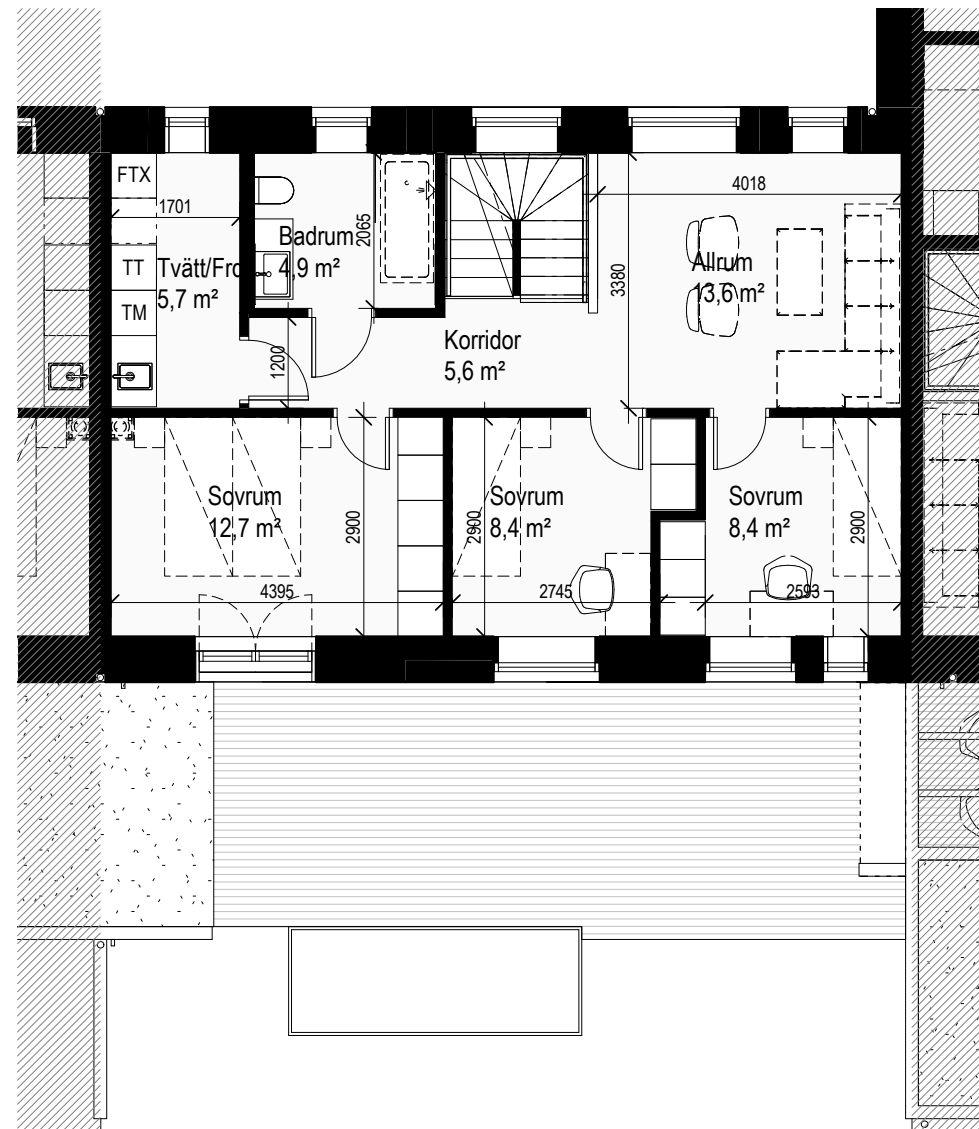 FTX
1701
TT
TM
Tvätt/Fro
5,7 m²
Badrum
4,9 m²
2065
1200
Korridor
5,6 m²
3380
4018
Allrum
13,6 m²
Sovrum
12,7 m²
2900
4395
Sovrum
8,4 m²
2900
2745
Sovrum
8,4 m²
2900
2593